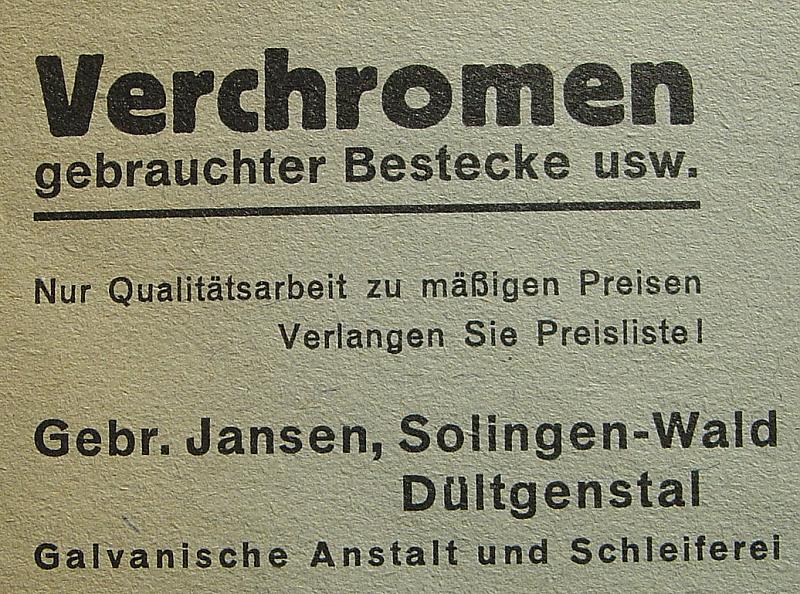 Verchromen
gebrauchter Bestecke usw.
Nur Qualitätsarbeit zu mäßigen Preisen
Verlangen Sie Preisliste!
Gebr. Jansen, Solingen-Wald
Dültgenstal
Galvanische Anstalt und Schleiferei